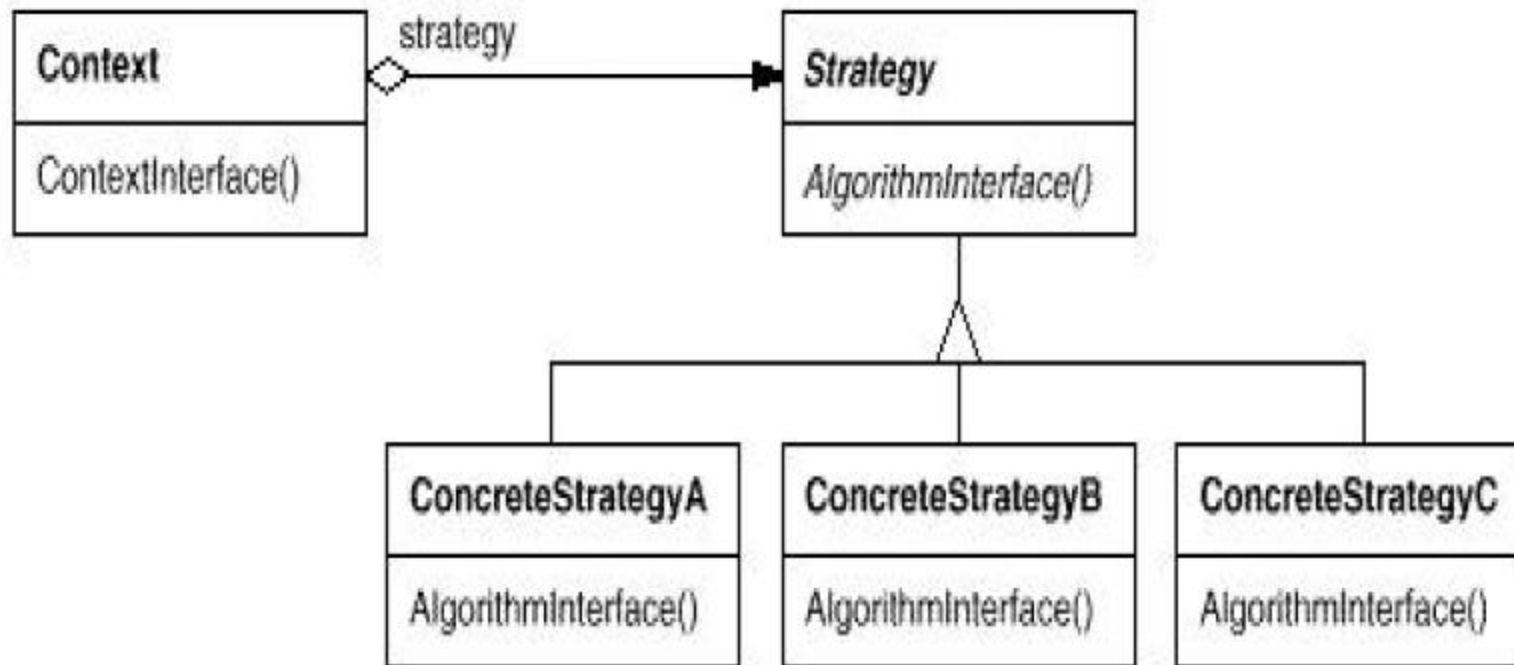 strategy
Context
Strategy
ContextInterface()
AlgorithmInterface()
ConcreteStrategyA
ConcreteStrategyB
ConcreteStrategyC
AlgorithmInterface()
AlgorithmInterface()
AlgorithmInterface()